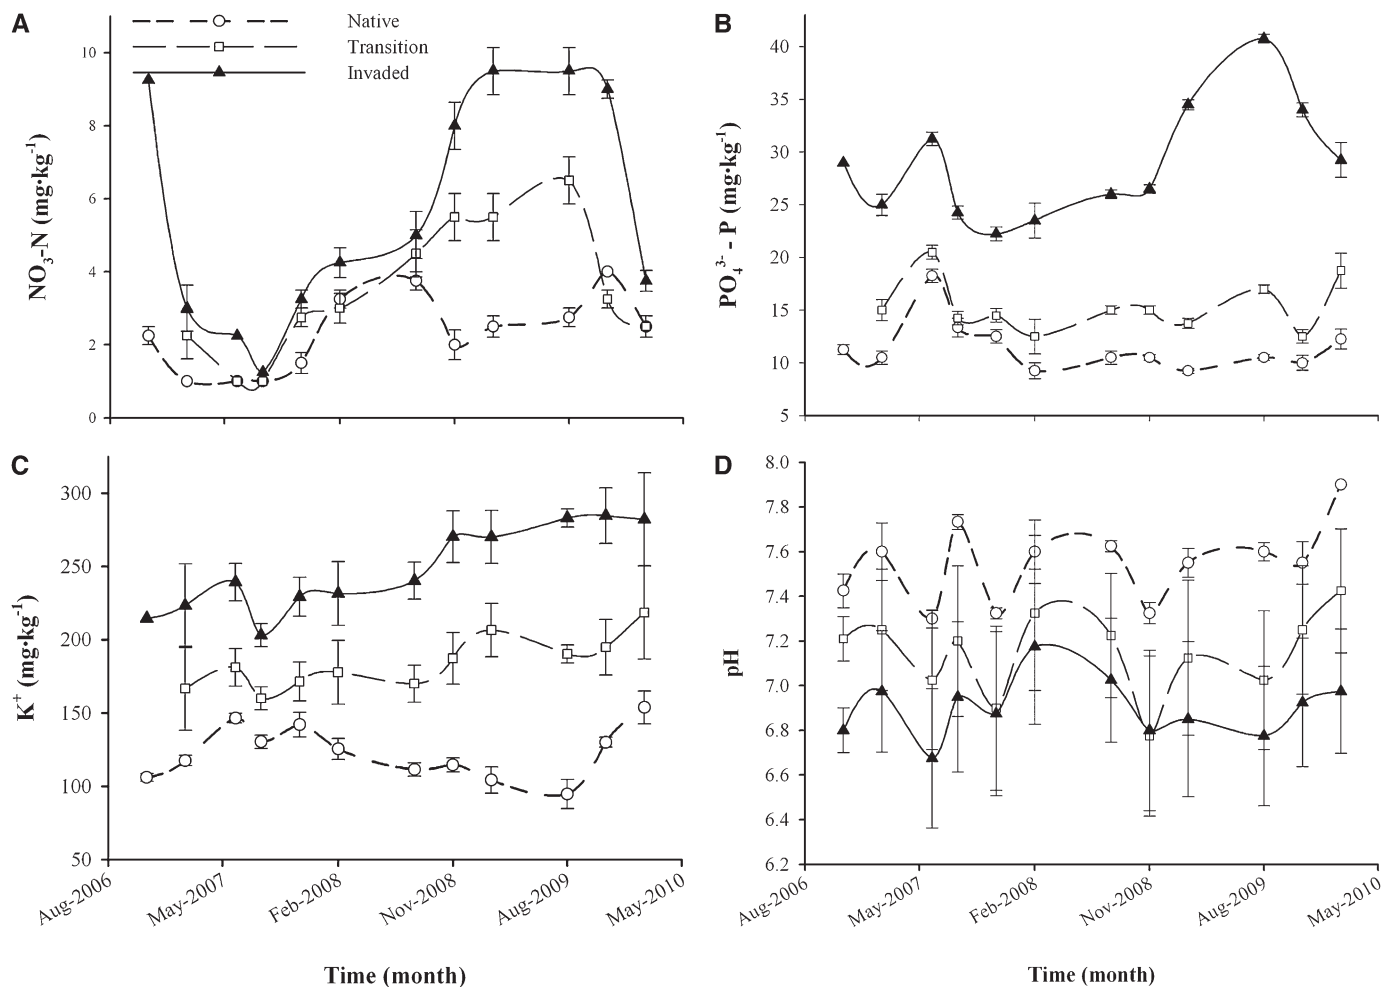 A
Native
Transition
Invaded
NO₃-N (mg·kg⁻¹)
10
8
6
4
2
0
B
PO₄³⁻ - P (mg·kg⁻¹)
40
35
30
25
20
15
10
5
C
K⁺ (mg·kg⁻¹)
300
250
200
150
100
50
Aug-2006
May-2007
Feb-2008
Nov-2008
Aug-2009
May-2010
Time (month)
D
pH
8.0
7.8
7.6
7.4
7.2
7.0
6.8
6.6
6.4
6.2
Aug-2006
May-2007
Feb-2008
Nov-2008
Aug-2009
May-2010
Time (month)